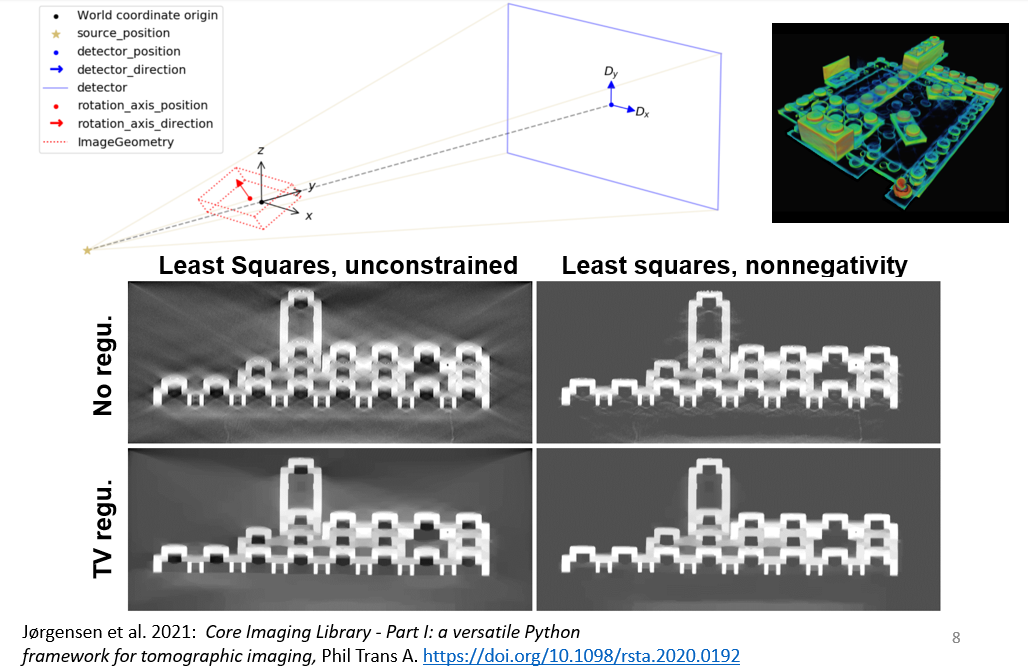 World coordinate origin
source_position
detector_position
detector_direction
detector
rotation_axis_position
rotation_axis_direction
ImageGeometry
z
y
x
Dy
Dx
Least Squares, unconstrained
Least squares, nonnegativity
No regu.
TV regu.
Jørgensen et al. 2021: Core Imaging Library - Part I: a versatile Python
framework for tomographic imaging, Phil Trans A. https://doi.org/10.1098/rsta.2020.0192
8